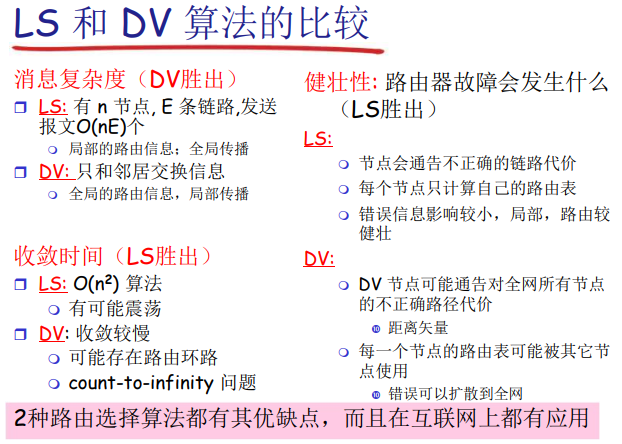 LS 和 DV 算法的比较
消息复杂度（DV胜出）
LS: 有 n 节点, E 条链路,发送
报文O(nE)个
局部的路由信息；全局传播
DV: 只和邻居交换信息
全局的路由信息，局部传播
收敛时间（LS胜出）
LS: O(n²) 算法
有可能震荡
DV: 收敛较慢
可能存在路由环路
count-to-infinity 问题
健壮性: 路由器故障会发生什么
（LS胜出）
LS:
节点会通告不正确的链路代价
每个节点只计算自己的路由表
错误信息影响较小，局部，路由较
健壮
DV:
DV 节点可能通告对全网所有节点
的不正确路径代价
距离矢量
每一个节点的路由表可能被其它节
点使用
错误可以扩散到全网
2种路由选择算法都有其优缺点，而且在互联网上都有应用